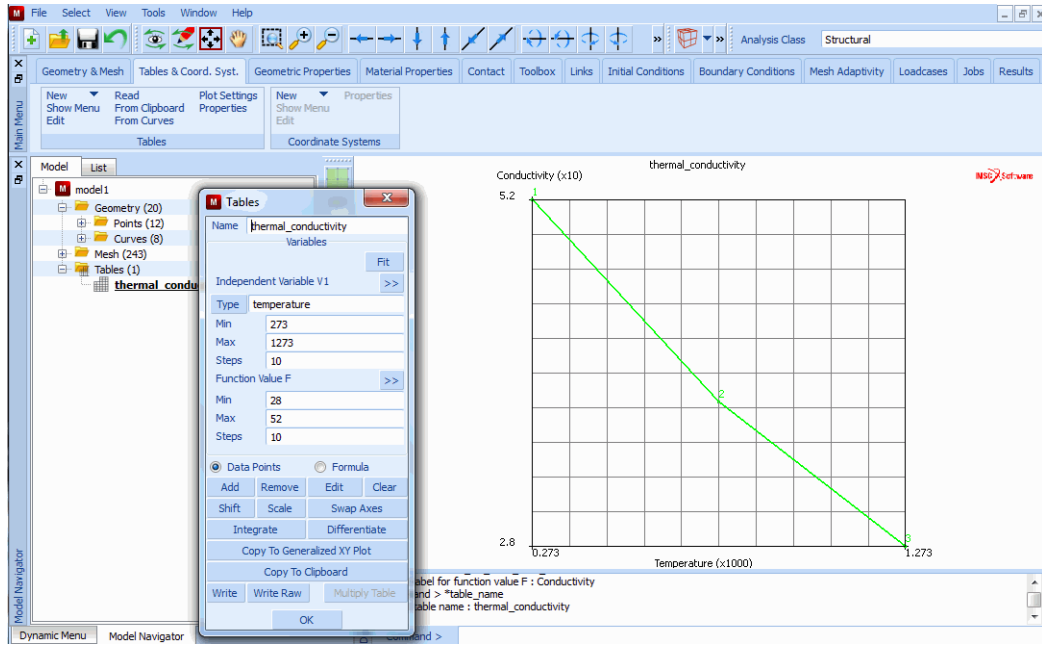 File Select View Tools Window Help
» » Analysis Class Structural
Geometry & Mesh Tables & Coord. Syst. Geometric Properties Material Properties Contact Toolbox Links Initial Conditions Boundary Conditions Mesh Adaptivity Loadcases Jobs Results
Main Menu
New Read Plot Settings
Show Menu From Clipboard Properties
Edit From Curves
Tables
New Properties
Show Menu
Edit
Coordinate Systems
Model List
model1
Geometry (20)
Points (12)
Curves (8)
Mesh (243)
Tables (1)
thermal_condu
Model Navigator
Tables
Name thermal_conductivity
Variables
Fit
Independent Variable V1 >>
Type temperature
Min 273
Max 1273
Steps 10
Function Value F >>
Min 28
Max 52
Steps 10
Data Points Formula
Add Remove Edit Clear
Shift Scale Swap Axes
Integrate Differentiate
Copy To Generalized XY Plot
Copy To Clipboard
Write Write Raw Multiply Table
OK
thermal_conductivity
Conductivity (x10)
MSC Software
5.2
1
2
3
2.8
0.273 1.273
Temperature (x1000)
abel for function value F : Conductivity
and > *table_name
table name : thermal_conductivity
Command >
Dynamic Menu Model Navigator